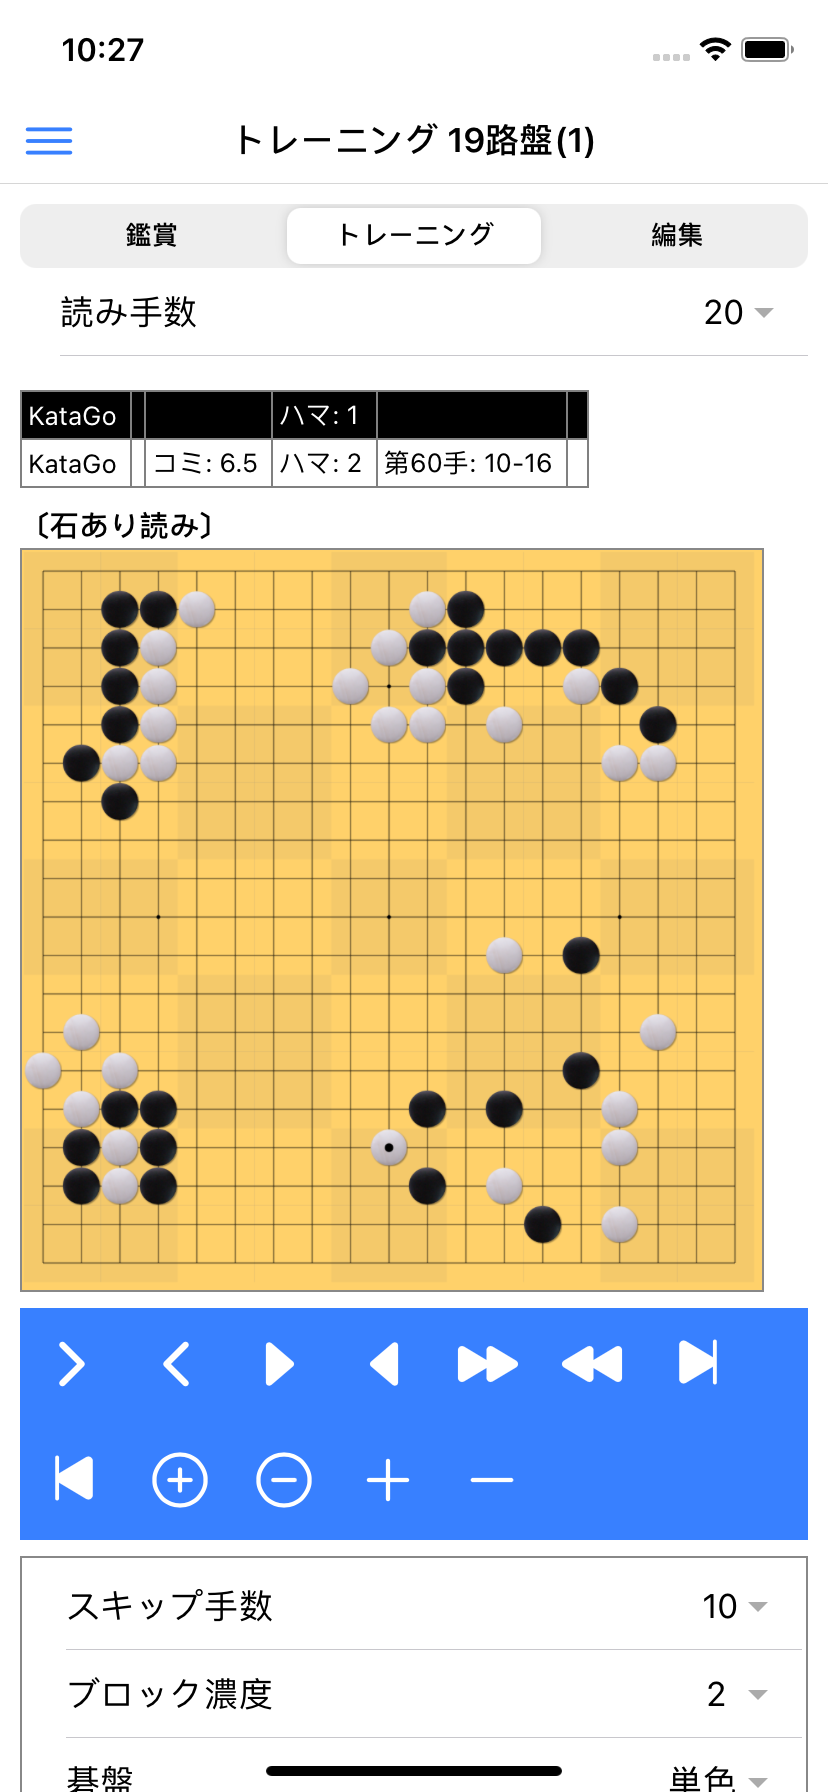 10:27
トレーニング 19路盤(1)
鑑賞 トレーニング 編集
読み手数 20
KataGo ハマ: 1
KataGo コミ: 6.5 ハマ: 2 第60手: 10-16
〔石あり読み〕
スキップ手数 10
ブロック濃度 2
碁盤 単色